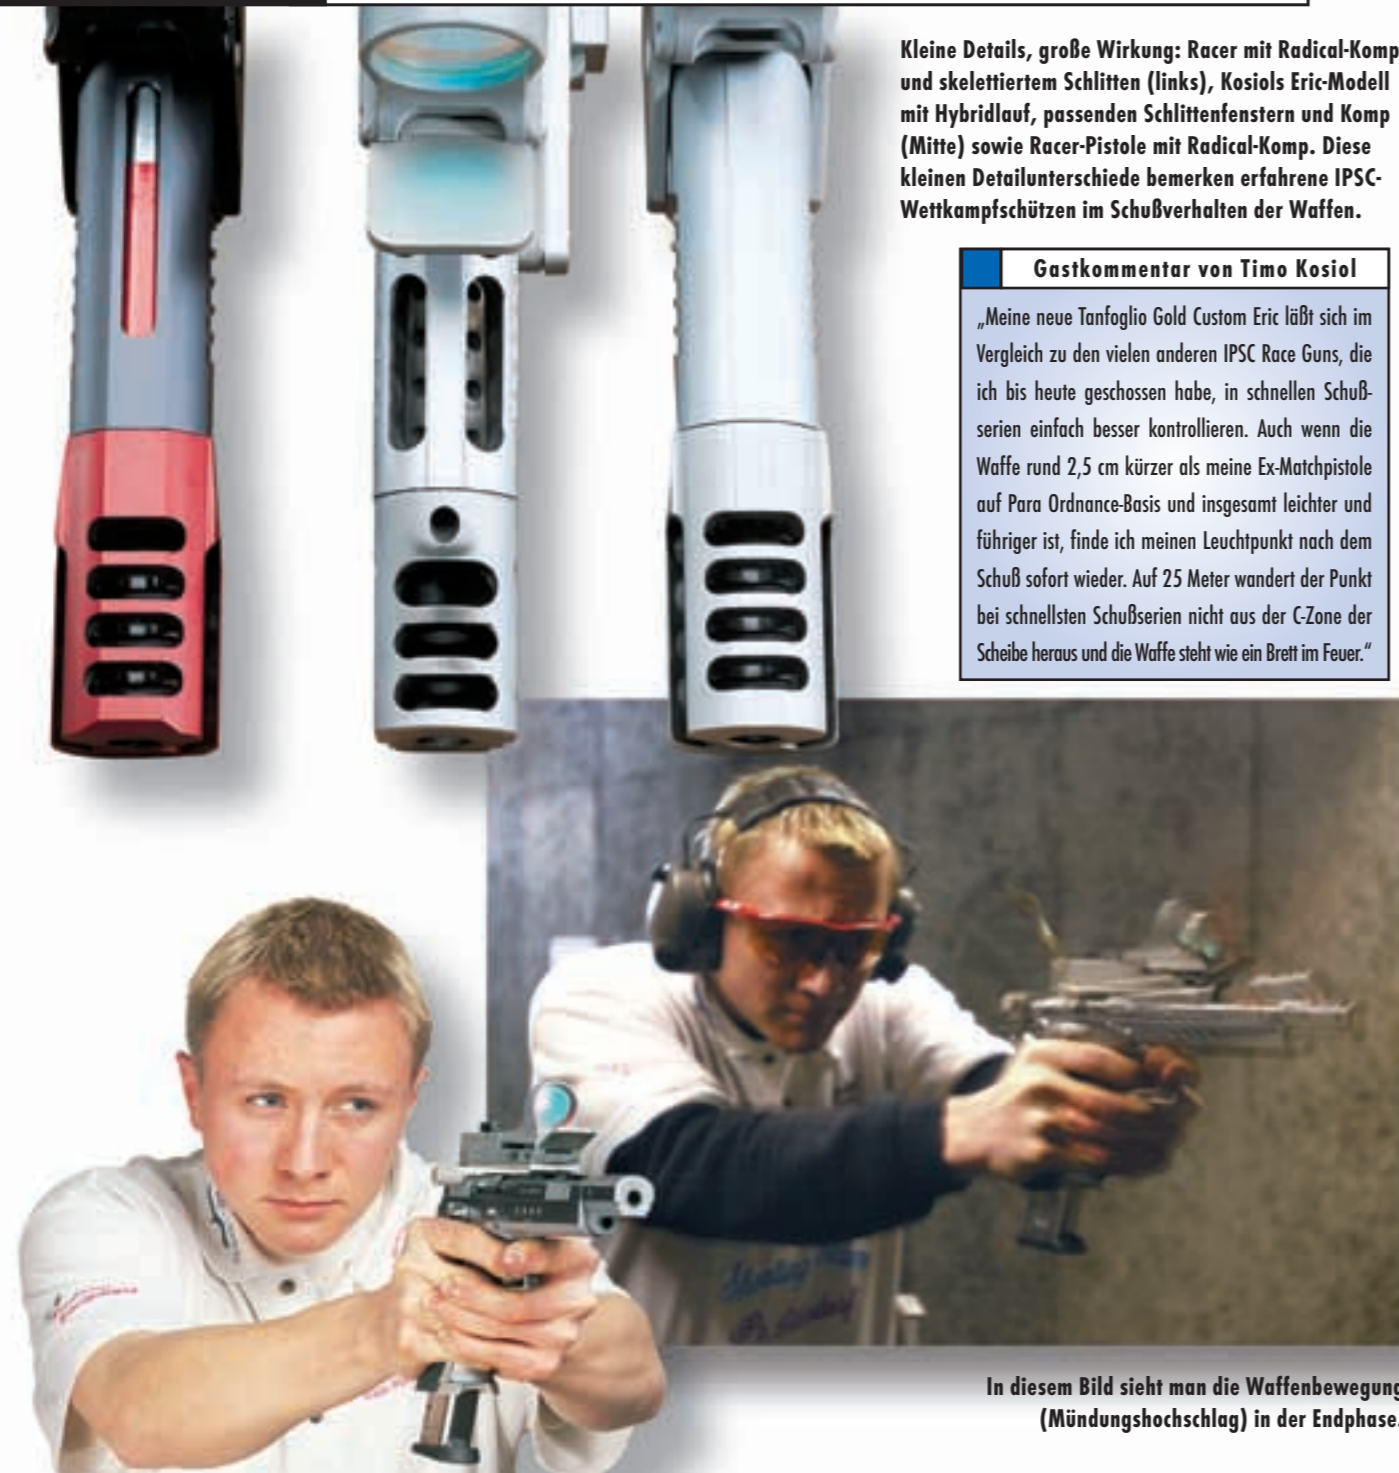 Kleine Details, große Wirkung: Racer mit Radical-Komp
und skelettiertem Schlitten (links), Kosiols Eric-Modell
mit Hybridlauf, passenden Schlittenfenstern und Komp
(Mitte) sowie Racer-Pistole mit Radical-Komp. Diese
kleinen Detailunterschiede bemerken erfahrene IPSC-
Wettkampfschützen im Schußverhalten der Waffen.
Gastkommentar von Timo Kosiol
„Meine neue Tanfoglio Gold Custom Eric läßt sich im
Vergleich zu den vielen anderen IPSC Race Guns, die
ich bis heute geschossen habe, in schnellen Schuß-
serien einfach besser kontrollieren. Auch wenn die
Waffe rund 2,5 cm kürzer als meine Ex-Matchpistole
auf Para Ordnance-Basis und insgesamt leichter und
führiger ist, finde ich meinen Leuchtpunkt nach dem
Schuß sofort wieder. Auf 25 Meter wandert der Punkt
bei schnellsten Schußserien nicht aus der C-Zone der
Scheibe heraus und die Waffe steht wie ein Brett im Feuer.“
In diesem Bild sieht man die Waffenbewegung
(Mündungshochschlag) in der Endphase.